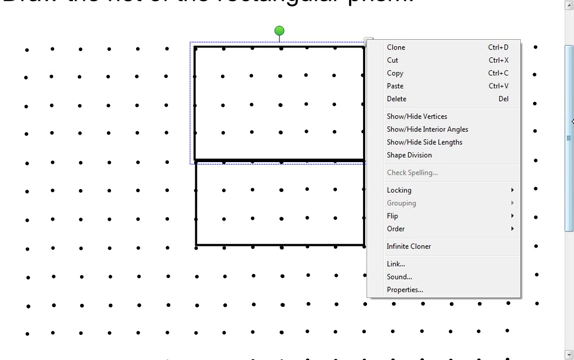 Draw the net of the rectangular prism.
Clone Ctrl+D
Cut Ctrl+X
Copy Ctrl+C
Paste Ctrl+V
Delete Del
Show/Hide Vertices
Show/Hide Interior Angles
Show/Hide Side Lengths
Shape Division
Check Spelling...
Locking
Grouping
Flip
Order
Infinite Cloner
Link...
Sound...
Properties...